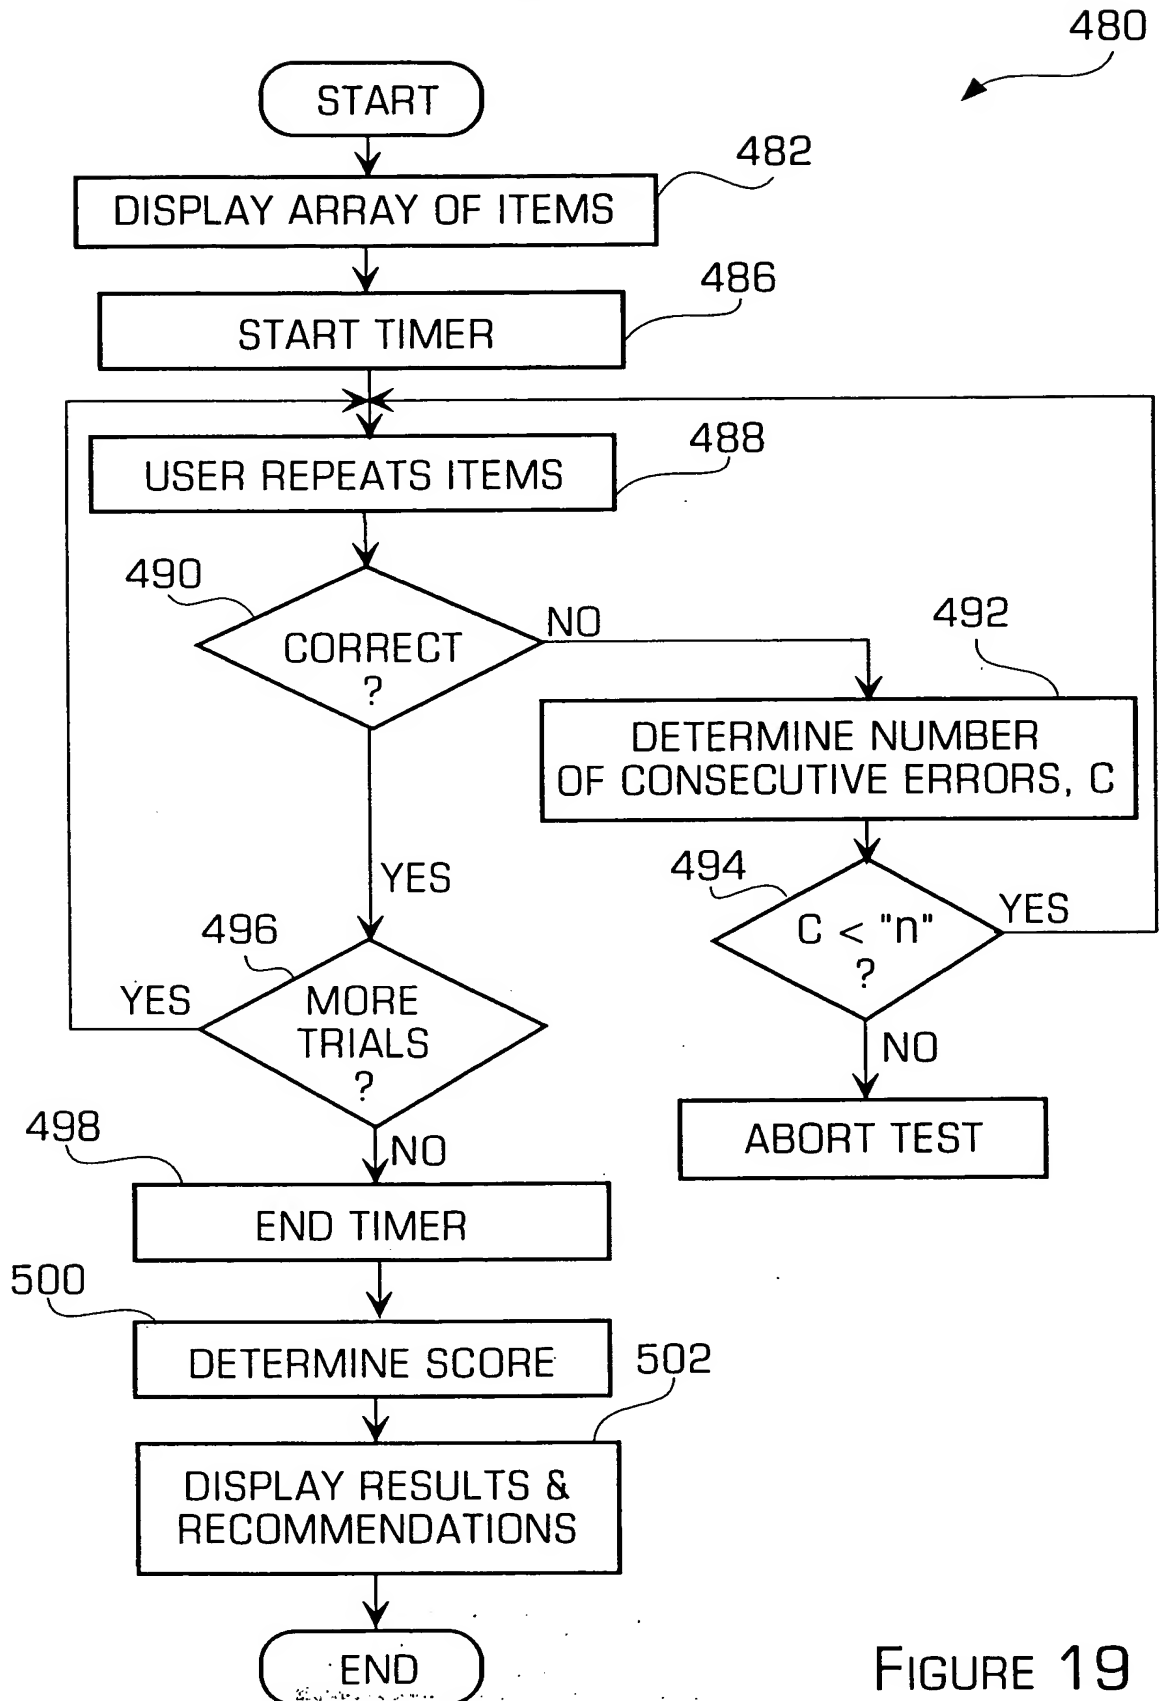 480
START
482
DISPLAY ARRAY OF ITEMS
486
START TIMER
488
USER REPEATS ITEMS
490
CORRECT
?
NO
492
DETERMINE NUMBER
OF CONSECUTIVE ERRORS, C
YES
494
C < "n"
?
YES
496
YES
MORE
TRIALS
?
NO
ABORT TEST
498
NO
END TIMER
500
DETERMINE SCORE
502
DISPLAY RESULTS &
RECOMMENDATIONS
END
FIGURE 19